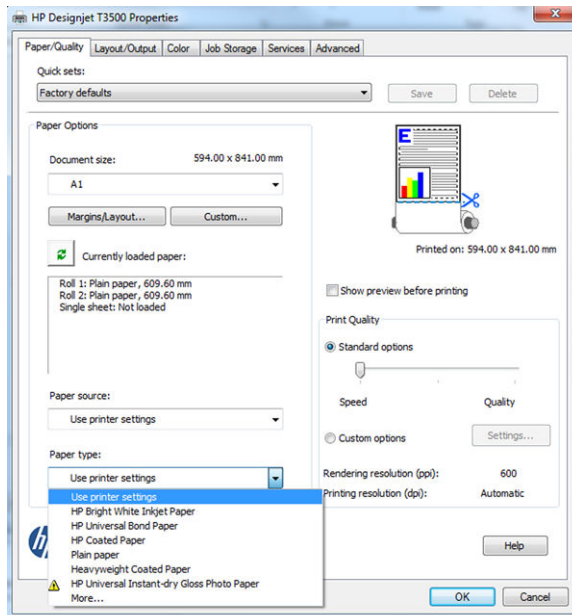 HP Designjet T3500 Properties
Paper/Quality Layout/Output Color Job Storage Services Advanced
Quick sets:
Factory defaults Save Delete
Paper Options
Document size: 594.00 x 841.00 mm
A1
Margins/Layout... Custom...
Currently loaded paper:
Roll 1: Plain paper, 609.60 mm
Roll 2: Plain paper, 609.60 mm
Single sheet: Not loaded
Paper source:
Use printer settings
Paper type:
Use printer settings
Use printer settings
HP Bright White Inkjet Paper
HP Universal Bond Paper
HP Coated Paper
Plain paper
Heavyweight Coated Paper
HP Universal Instant-dry Gloss Photo Paper
More...
E
Printed on: 594.00 x 841.00 mm
Show preview before printing
Print Quality
Standard options
Speed Quality
Custom options Settings...
Rendering resolution (ppi): 600
Printing resolution (dpi): Automatic
hp
Help
OK Cancel